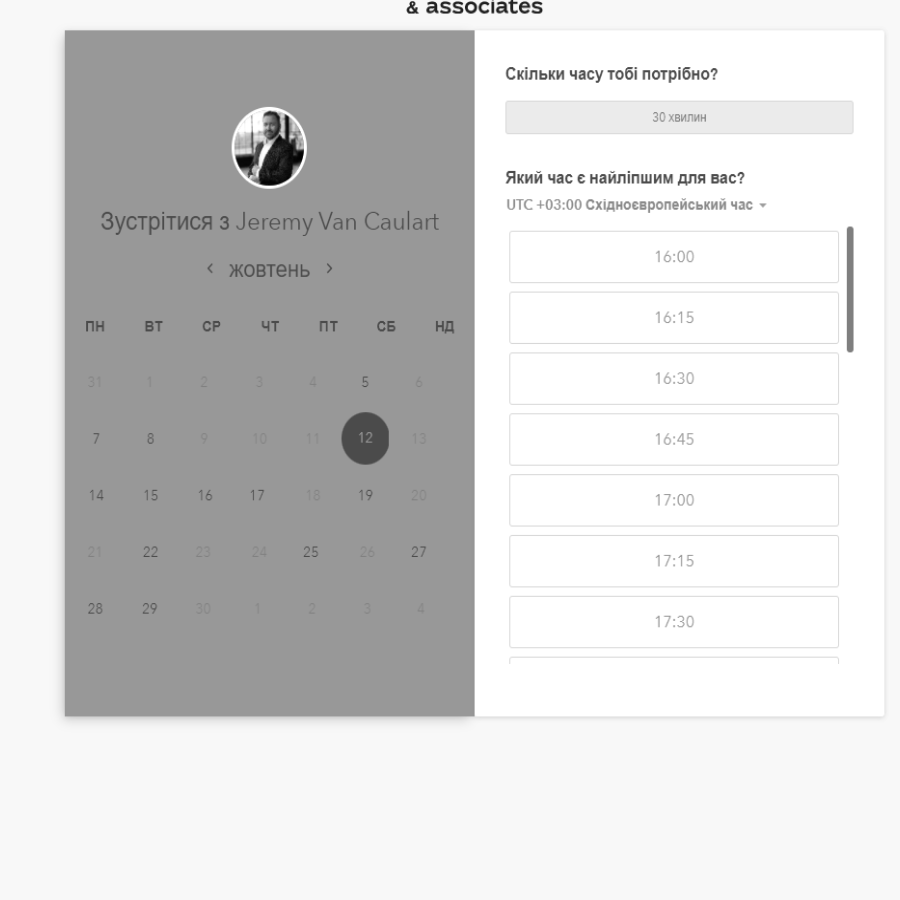 & associates
Зустрітися з Jeremy Van Caulart
жовтень
ПН ВТ СР ЧТ ПТ СБ НД
31 1 2 3 4 5 6
7 8 9 10 11 12 13
14 15 16 17 18 19 20
21 22 23 24 25 26 27
28 29 30 1 2 3 4
Скільки часу тобі потрібно?
30 хвилин
Який час є найліпшим для вас?
UTC +03:00 Східноєвропейський час
16:00
16:15
16:30
16:45
17:00
17:15
17:30